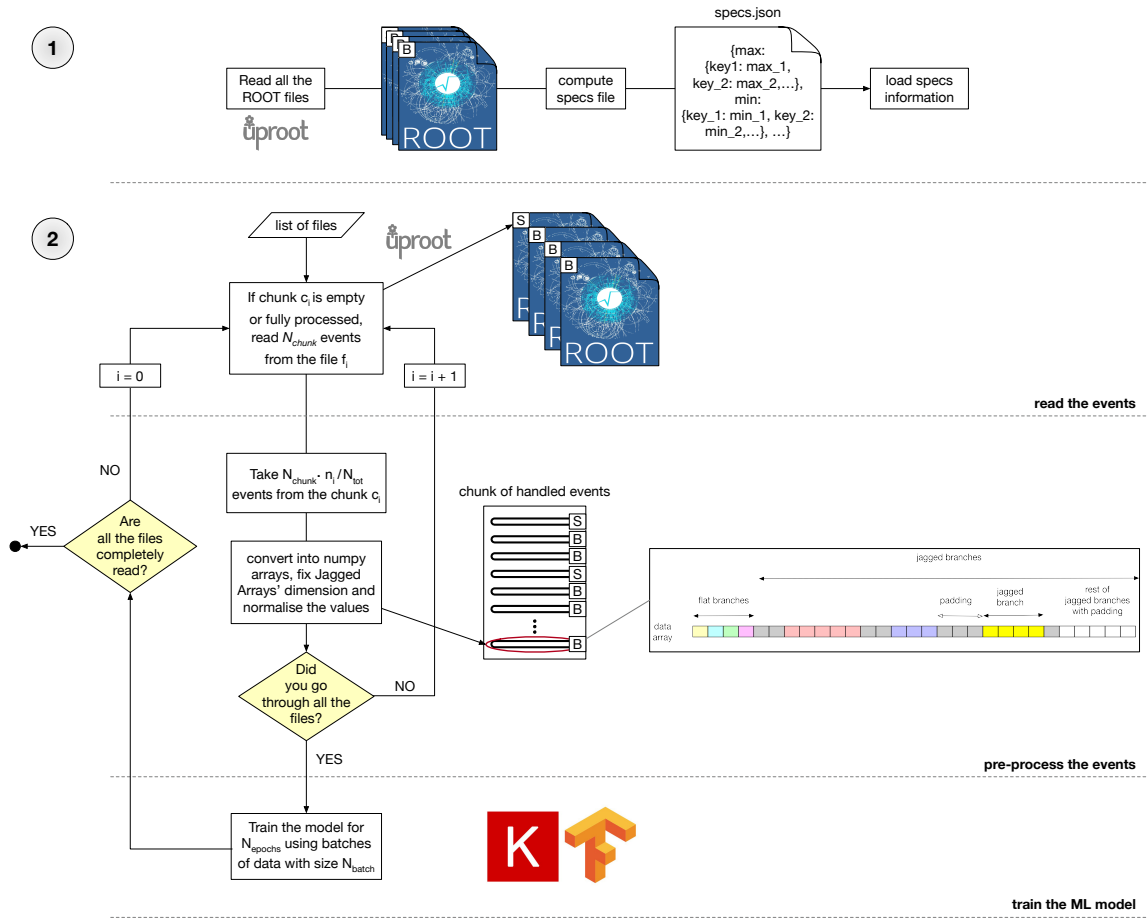 1
specs.json
Read all the
ROOT files
uproot
B
ROOT
compute
specs file
{max:
{key1: max_1,
key_2: max_2,…},
min:
{key_1: min_1, key_2:
min_2,…}, …}
load specs
information
2
list of files
uproot
S
B
B
B
ROOT
If chunk ci is empty
or fully processed,
read Nchunk events
from the file fi
i = 0
i = i + 1
read the events
NO
Take Nchunk · ni / Ntot
events from the chunk ci
YES
Are
all the files
completely
read?
convert into numpy
arrays, fix Jagged
Arrays' dimension and
normalise the values
chunk of handled events
S
B
B
S
B
B
B
jagged branches
flat branches
padding
jagged
branch
rest of
jagged branches
with padding
data
array
Did
you go
through all the
files?
NO
YES
pre-process the events
Train the model for
Nepochs using batches
of data with size Nbatch
K
train the ML model